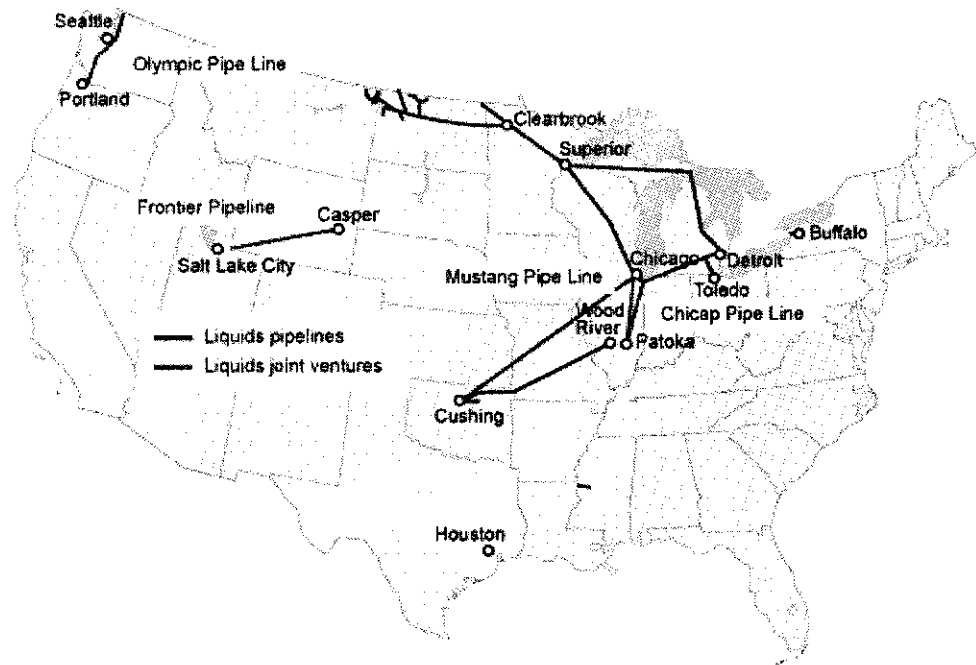 Seattle
Olympic Pipe Line
Portland
Clearbrook
Superior
Frontier Pipeline
Casper
Buffalo
Salt Lake City
Chicago
Detroit
Mustang Pipe Line
Toledo
Wood
River
Chicap Pipe Line
Liquids pipelines
Patoka
Liquids joint ventures
Cushing
Houston